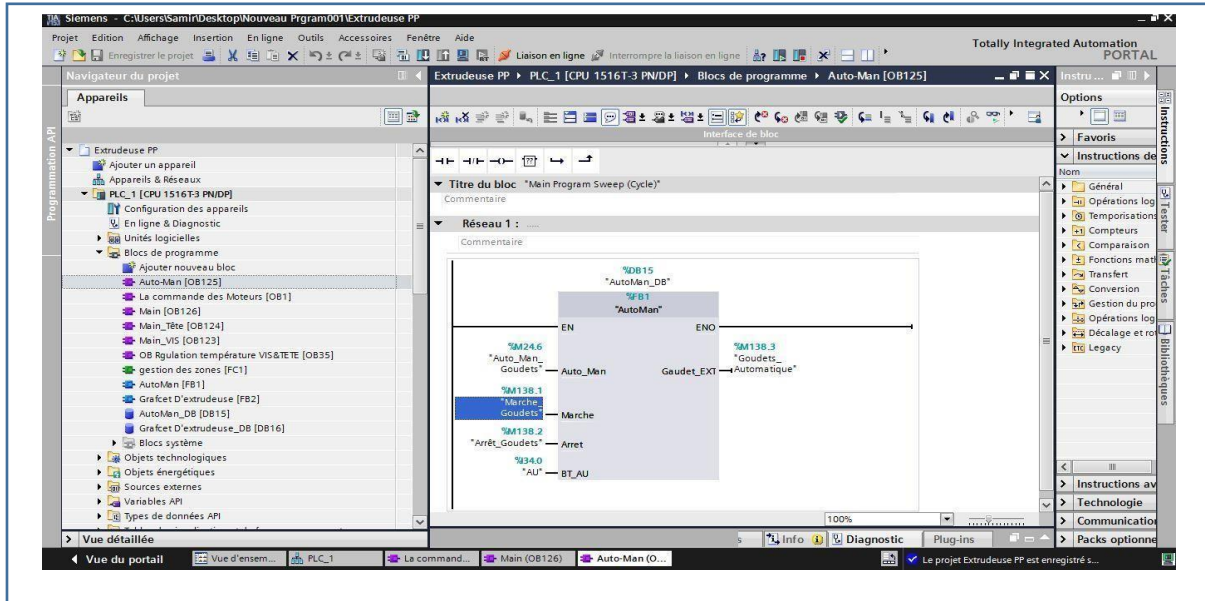 Siemens - C:\Users\Samir\Desktop\Nouveau Prgram001\Extrudeuse PP
Projet Edition Affichage Insertion En ligne Outils Accessoires Fenêtre Aide
Totally Integrated Automation
PORTAL
Enregistrer le projet
Liaison en ligne
Interrompre la liaison en ligne
Navigateur du projet
Extrudeuse PP ▸ PLC_1 [CPU 1516T-3 PN/DP] ▸ Blocs de programme ▸ Auto-Man [OB125]
Instru...
Appareils
Options
Programmation API
Extrudeuse PP
Ajouter un appareil
Appareils & Réseaux
PLC_1 [CPU 1516T-3 PN/DP]
Configuration des appareils
En ligne & Diagnostic
Unités logicielles
Blocs de programme
Ajouter nouveau bloc
Auto-Man [OB125]
La commande des Moteurs [OB1]
Main [OB126]
Main_Tête [OB124]
Main_VIS [OB123]
OB Rgulation température VIS&TETE [OB35]
gestion des zones [FC1]
AutoMan [FB1]
Grafcet D'extrudeuse [FB2]
AutoMan_DB [DB15]
Grafcet D'extrudeuse_DB [DB16]
Blocs système
Objets technologiques
Objets énergétiques
Sources externes
Variables API
Types de données API
Vue détaillée
Interface de bloc
Titre du bloc "Main Program Sweep (Cycle)"
Commentaire
Réseau 1 : .....
Commentaire
%DB15
"AutoMan_DB"
%FB1
"AutoMan"
EN ENO
%M24.6
"Auto_Man_
Goudets" Auto_Man
%M138.3
"Goudets_
Gaudet_EXT Automatique"
%M138.1
"Marche_
Goudets" Marche
%M138.2
"Arrêt_Goudets" Arret
%I34.0
"AU" BT_AU
100%
Favoris
Instructions de
Nom
Général
Opérations log
Temporisations
Compteurs
Comparaison
Fonctions mat
Transfert
Conversion
Gestion du pro
Opérations log
Décalage et rot
Legacy
Instructions av
Technologie
Communication
Packs optionne
Instructions
Tester
Tâches
Bibliothèques
s Info Diagnostic Plug-ins
Vue du portail
Vue d'ensem...
PLC_1
La command...
Main (OB126)
Auto-Man (O...
Le projet Extrudeuse PP est enregistré s...